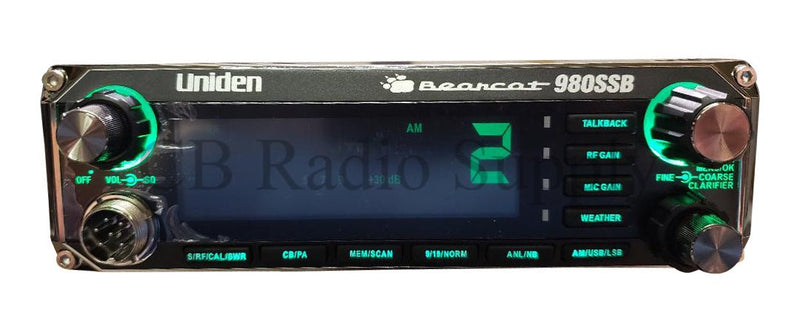 Uniden
Bearcat 980SSB
AM
2
TALKBACK
RF GAIN
MIC GAIN
WEATHER
OFF VOL SQ
+30 dB
CB Radio Supply
FINE COARSE
CLARIFIER
S/RF/CAL/SWR CB/PA MEM/SCAN 9/19/NORM ANL/NB AM/USB/LSB